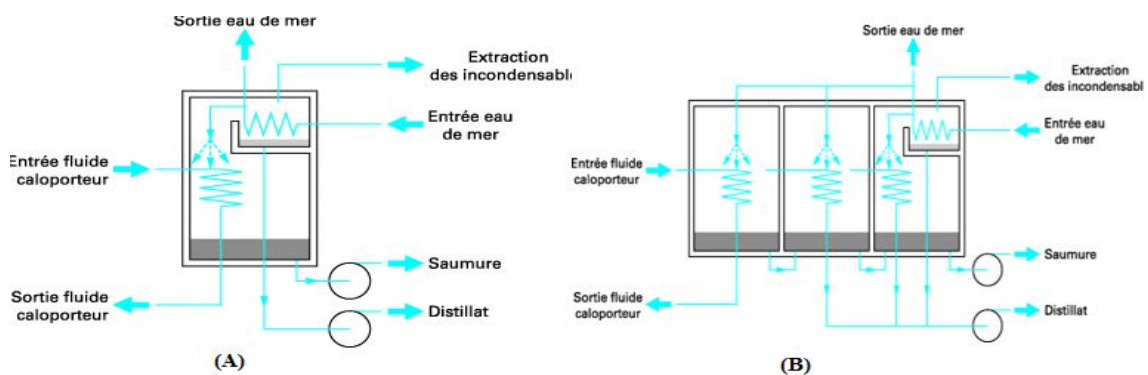 Sortie eau de mer
Extraction
des incondensabl
Entrée eau
de mer
Entrée fluide
caloporteur
Saumure
Sortie fluide
caloporteur
Distillat
(A)
Sortie eau de mer
Extraction
des incondensabl
Entrée eau
de mer
Entrée fluide
caloporteur
Saumure
Sortie fluide
caloporteur
Distillat
(B)